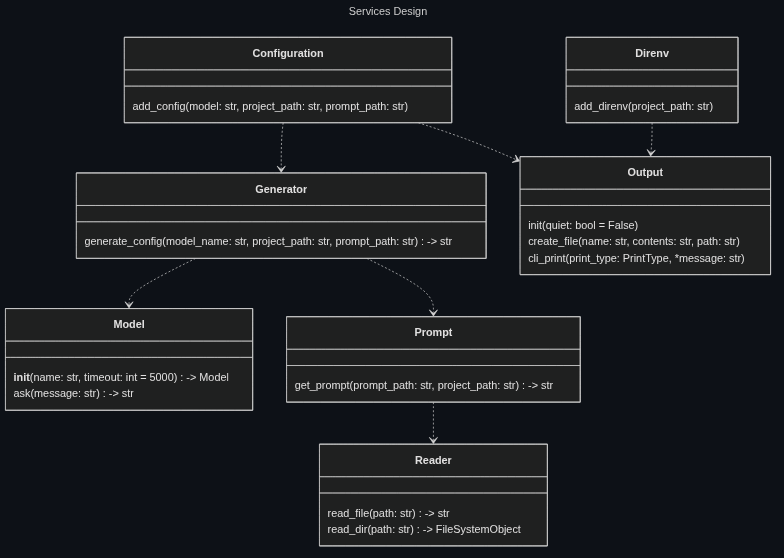 Services Design
Configuration
add_config(model: str, project_path: str, prompt_path: str)
Direnv
add_direnv(project_path: str)
Output
init(quiet: bool = False)
create_file(name: str, contents: str, path: str)
cli_print(print_type: PrintType, *message: str)
Generator
generate_config(model_name: str, project_path: str, prompt_path: str) : -> str
Model
init(name: str, timeout: int = 5000) : -> Model
ask(message: str) : -> str
Prompt
get_prompt(prompt_path: str, project_path: str) : -> str
Reader
read_file(path: str) : -> str
read_dir(path: str) : -> FileSystemObject